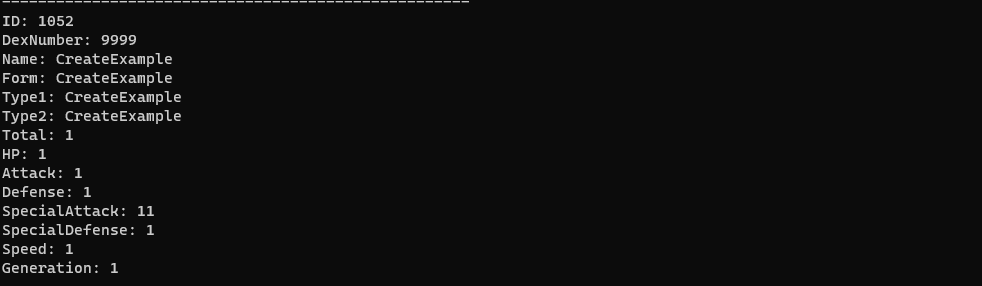 --------------------------------------------------
ID: 1052
DexNumber: 9999
Name: CreateExample
Form: CreateExample
Type1: CreateExample
Type2: CreateExample
Total: 1
HP: 1
Attack: 1
Defense: 1
SpecialAttack: 11
SpecialDefense: 1
Speed: 1
Generation: 1